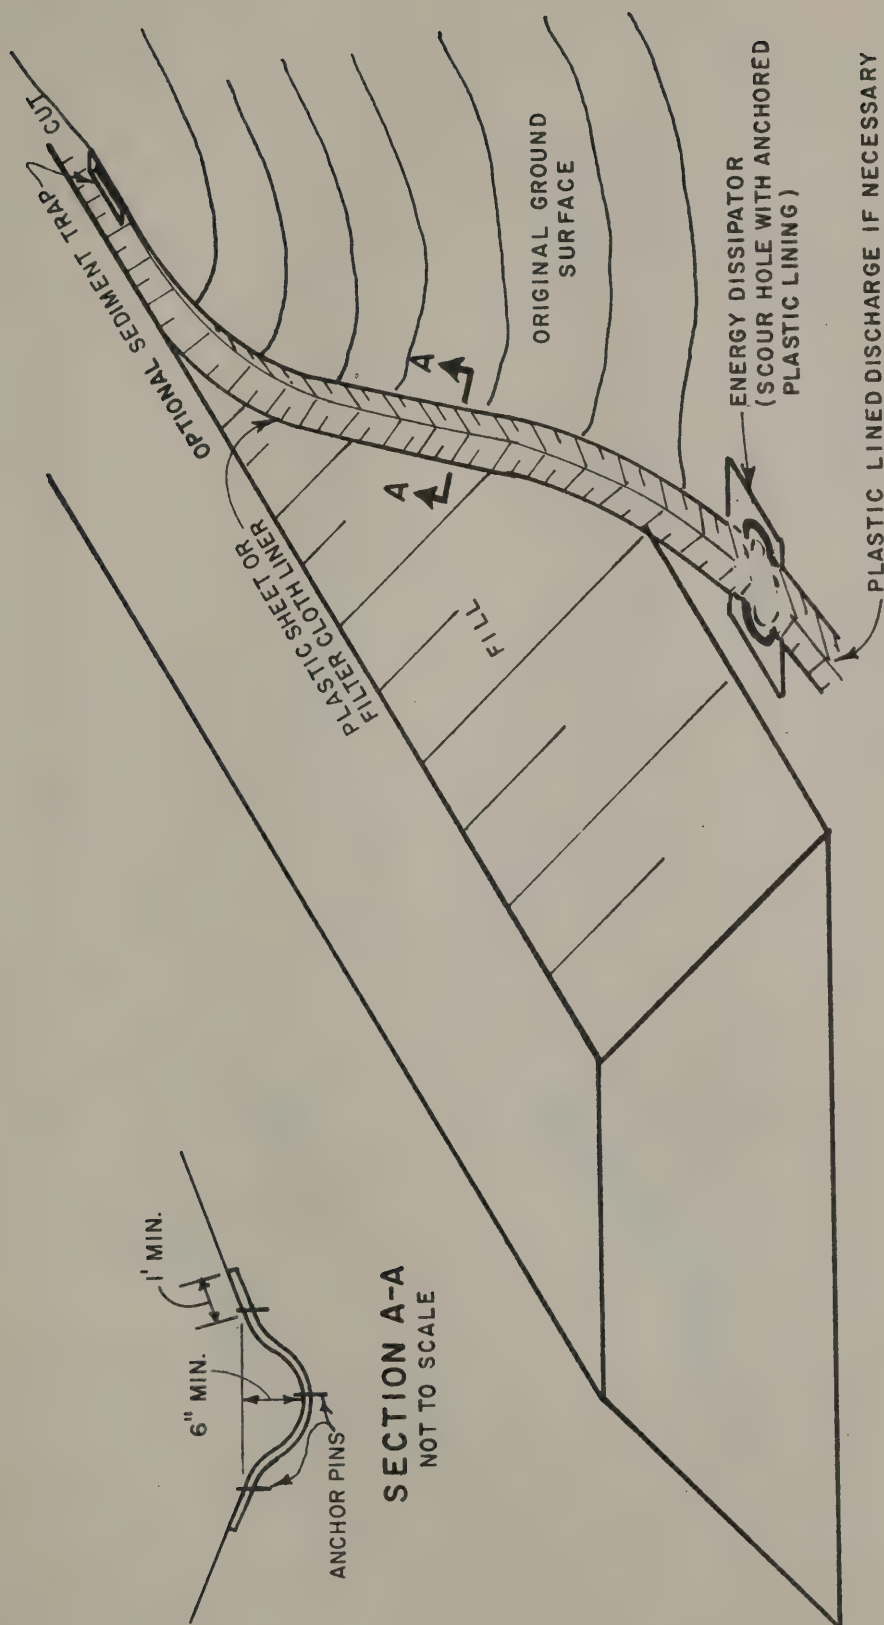 CUT
OPTIONAL SEDIMENT TRAP
PLASTIC SHEET OR
FILTER CLOTH LINER
A
A
ORIGINAL GROUND
SURFACE
FILL
ENERGY DISSIPATOR
(SCOUR HOLE WITH ANCHORED
PLASTIC LINING)
PLASTIC LINED DISCHARGE IF NECESSARY
1' MIN.
6" MIN.
ANCHOR PINS
SECTION A-A
NOT TO SCALE